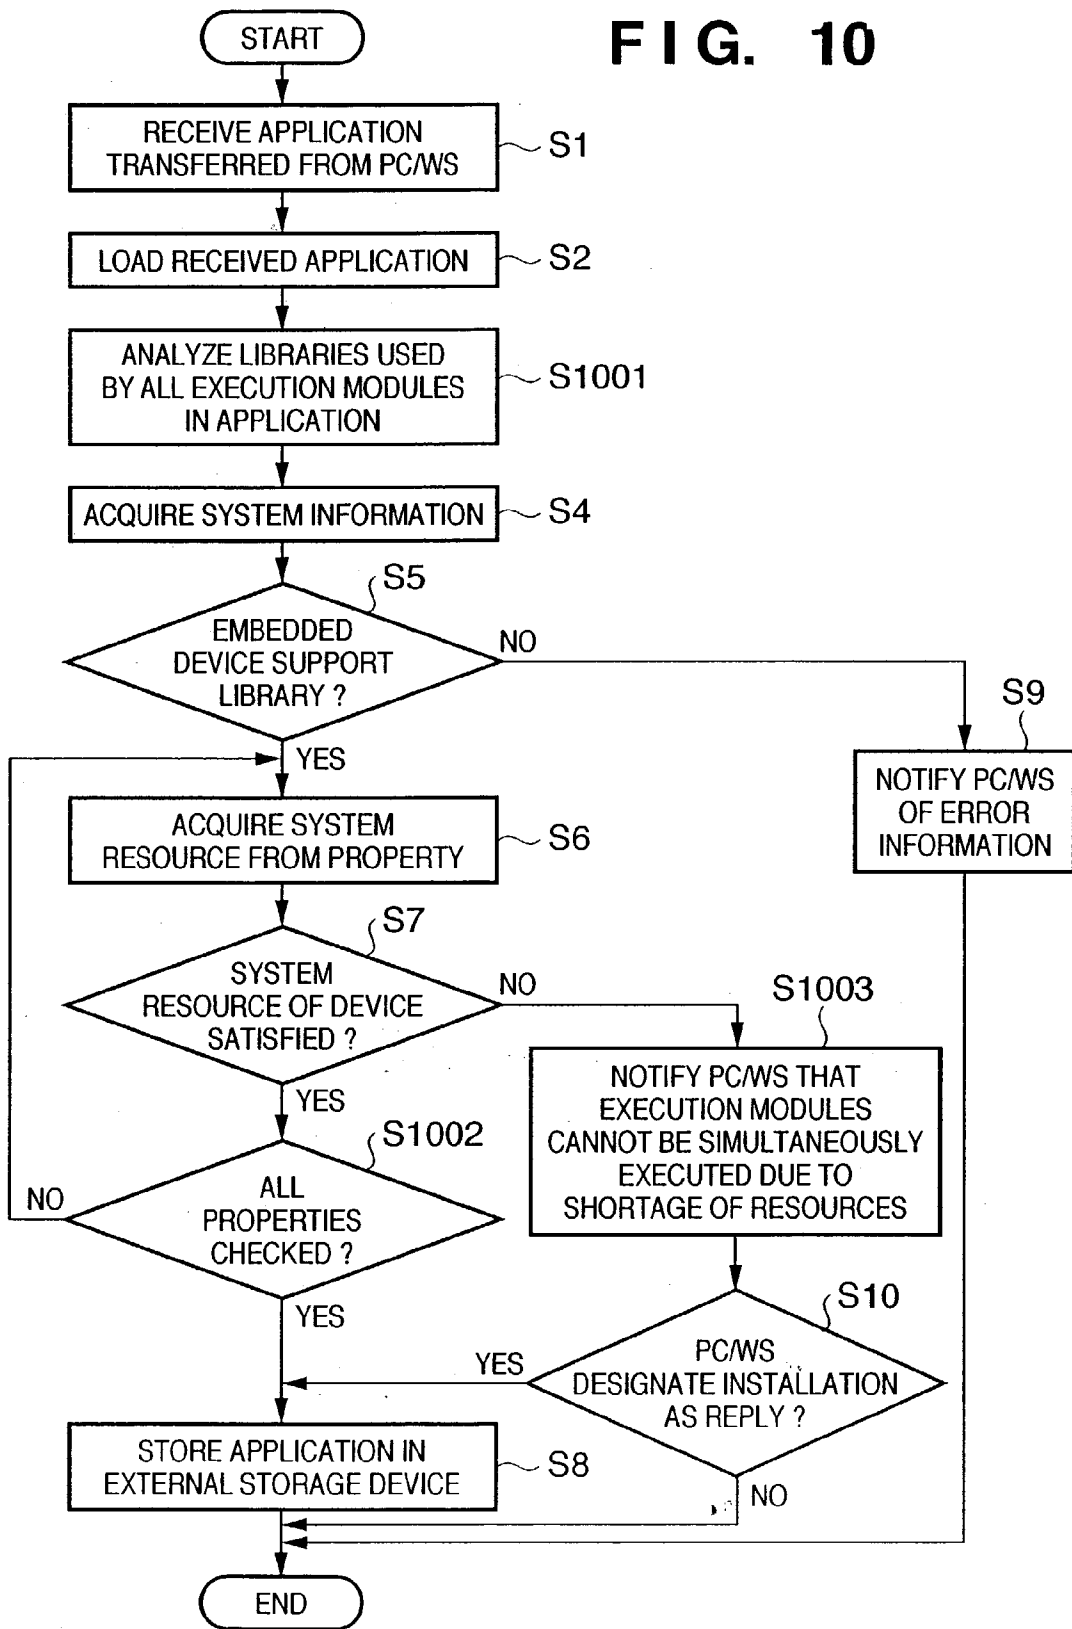 FIG. 10
START
RECEIVE APPLICATION
TRANSFERRED FROM PC/WS
S1
LOAD RECEIVED APPLICATION
S2
ANALYZE LIBRARIES USED
BY ALL EXECUTION MODULES
IN APPLICATION
S1001
ACQUIRE SYSTEM INFORMATION
S4
S5
EMBEDDED
DEVICE SUPPORT
LIBRARY ?
NO
YES
S9
NOTIFY PC/WS
OF ERROR
INFORMATION
ACQUIRE SYSTEM
RESOURCE FROM PROPERTY
S6
S7
SYSTEM
RESOURCE OF DEVICE
SATISFIED ?
NO
YES
S1003
NOTIFY PC/WS THAT
EXECUTION MODULES
CANNOT BE SIMULTANEOUSLY
EXECUTED DUE TO
SHORTAGE OF RESOURCES
S1002
ALL
PROPERTIES
CHECKED ?
NO
YES
S10
PC/WS
DESIGNATE INSTALLATION
AS REPLY ?
YES
NO
STORE APPLICATION IN
EXTERNAL STORAGE DEVICE
S8
END